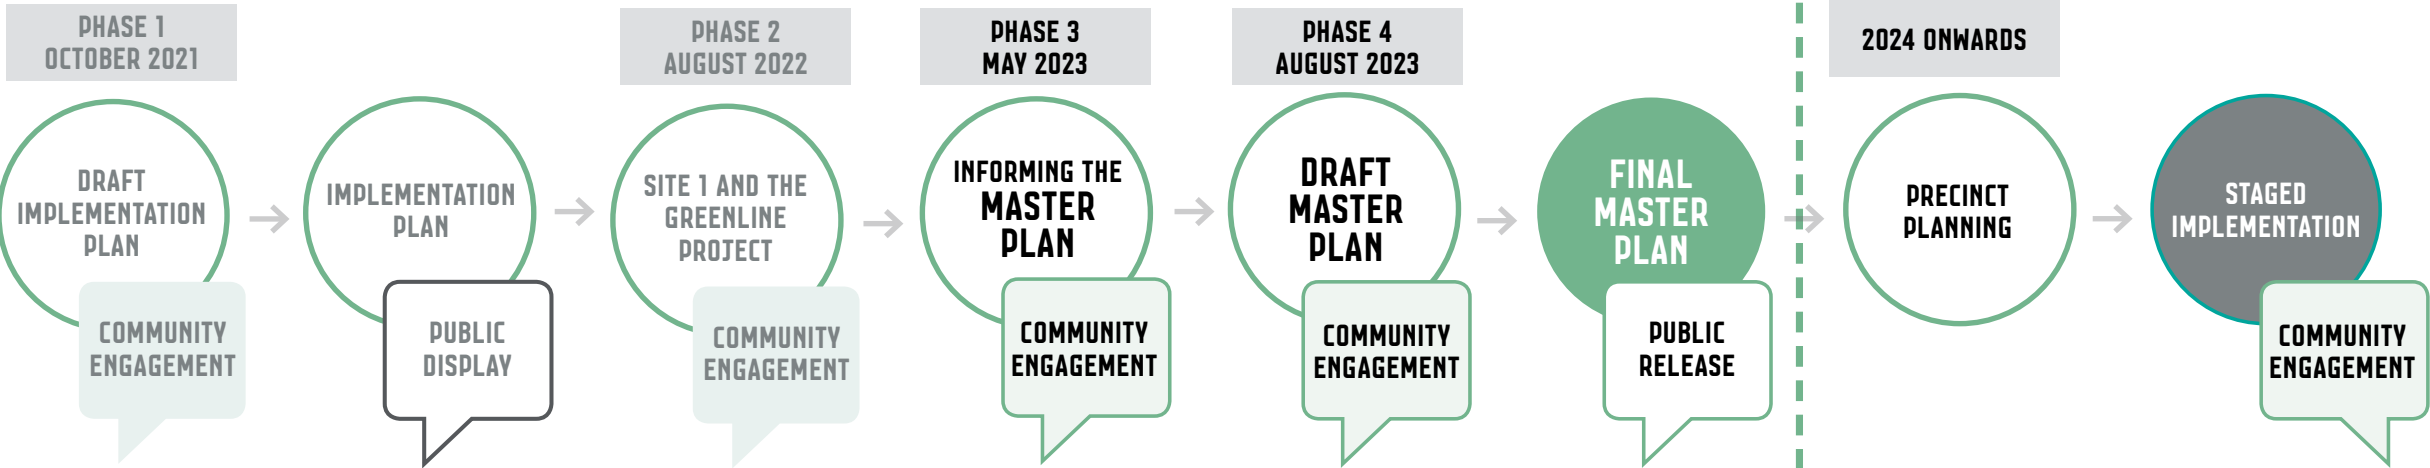 PHASE 1
OCTOBER 2021
DRAFT
IMPLEMENTATION
PLAN
COMMUNITY
ENGAGEMENT
IMPLEMENTATION
PLAN
PUBLIC
DISPLAY
PHASE 2
AUGUST 2022
SITE 1 AND THE
GREENLINE
PROJECT
COMMUNITY
ENGAGEMENT
PHASE 3
MAY 2023
INFORMING THE
MASTER
PLAN
COMMUNITY
ENGAGEMENT
PHASE 4
AUGUST 2023
DRAFT
MASTER
PLAN
COMMUNITY
ENGAGEMENT
FINAL
MASTER
PLAN
PUBLIC
RELEASE
2024 ONWARDS
PRECINCT
PLANNING
STAGED
IMPLEMENTATION
COMMUNITY
ENGAGEMENT